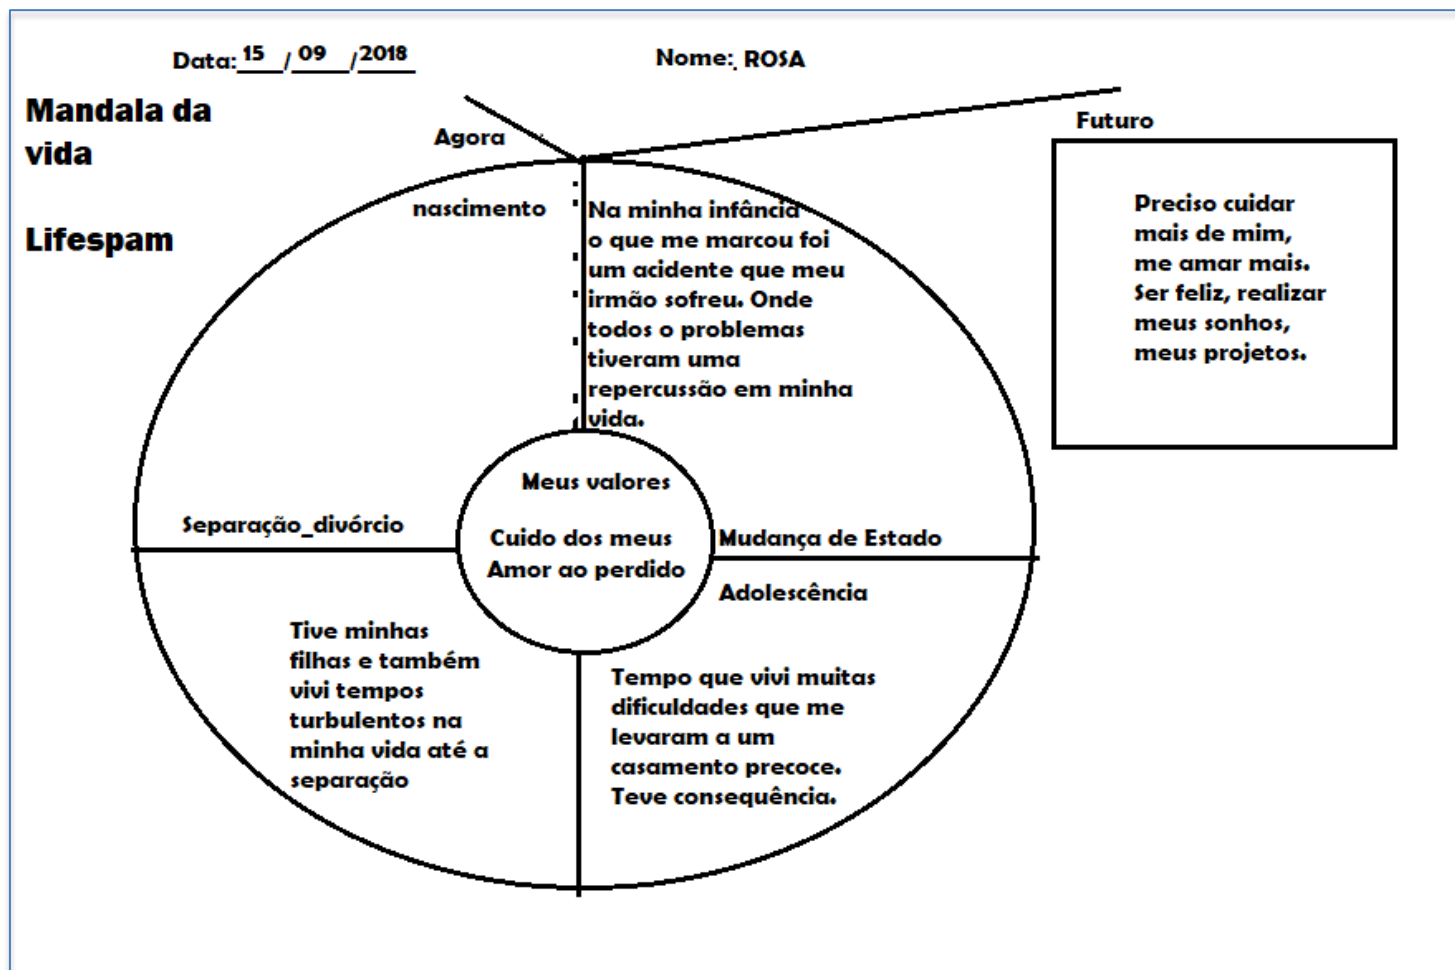 Data: 15 / 09 / 2018
Nome: ROSA
Mandala da
vida
Lifespam
Agora
Futuro
nascimento
Na minha infância
o que me marcou foi
um acidente que meu
irmão sofreu. Onde
todos o problemas
tiveram uma
repercussão em minha
vida.
Preciso cuidar
mais de mim,
me amar mais.
Ser feliz, realizar
meus sonhos,
meus projetos.
Meus valores
Cuido dos meus
Amor ao perdido
Separação_divórcio
Mudança de Estado
Adolescência
Tive minhas
filhas e também
vivi tempos
turbulentos na
minha vida até a
separação
Tempo que vivi muitas
dificuldades que me
levaram a um
casamento precoce.
Teve consequência.